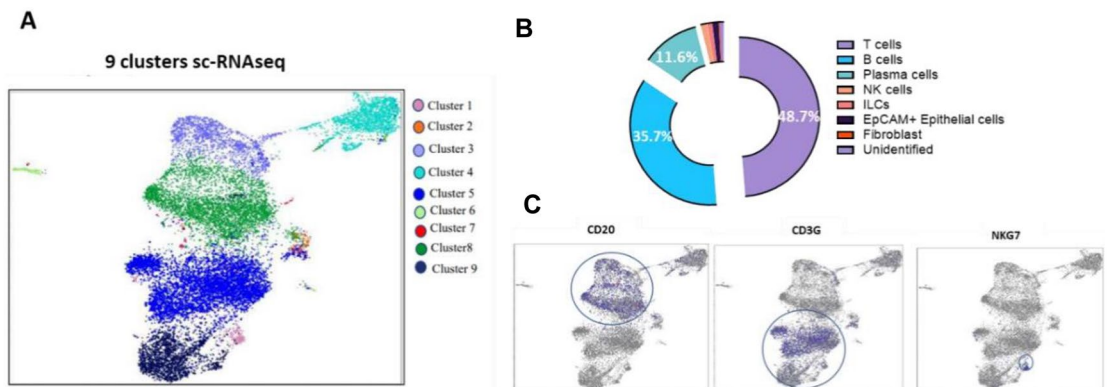 A
9 clusters sc-RNAseq
Cluster 1
Cluster 2
Cluster 3
Cluster 4
Cluster 5
Cluster 6
Cluster 7
Cluster8
Cluster 9
B
11.6%
35.7%
48.7%
T cells
B cells
Plasma cells
NK cells
ILCs
EpCAM+ Epithelial cells
Fibroblast
Unidentified
C
CD20
CD3G
NKG7